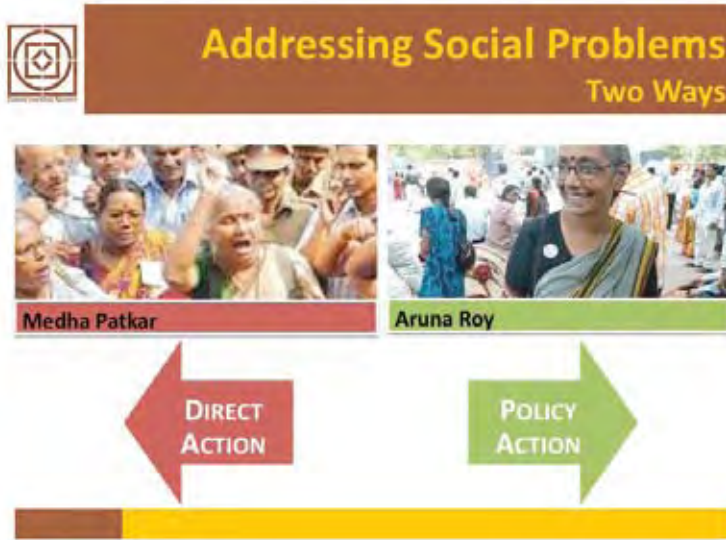 Addressing Social Problems
Two Ways
Medha Patkar
Aruna Roy
DIRECT
ACTION
POLICY
ACTION